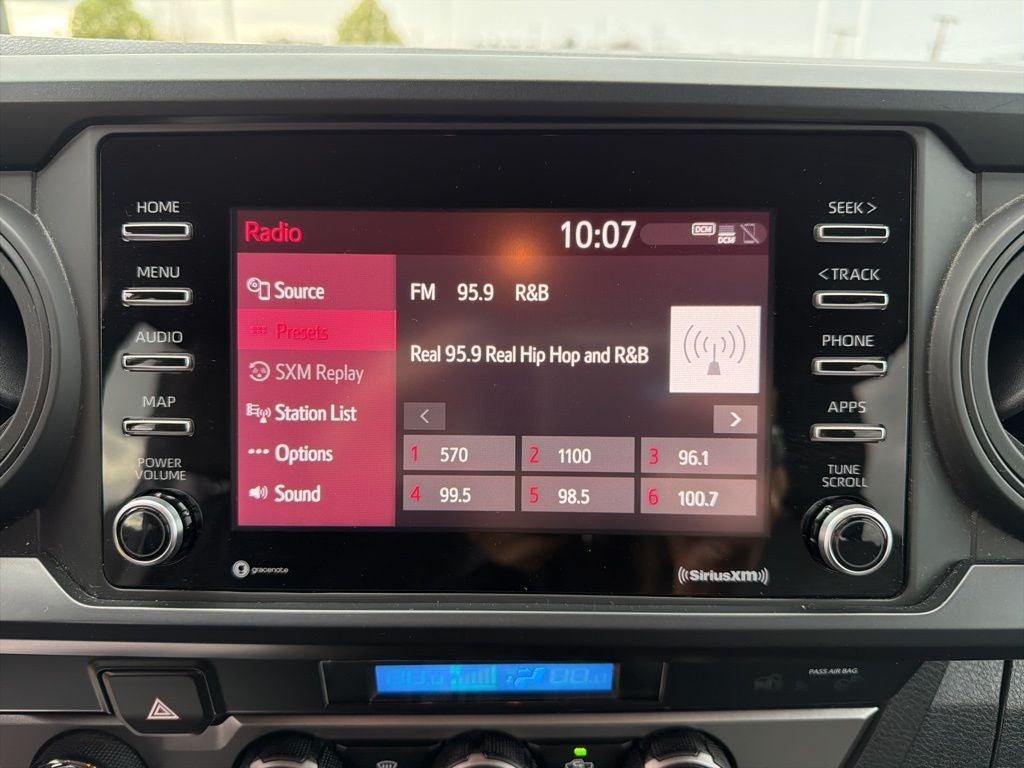 HOME
MENU
AUDIO
MAP
POWER
VOLUME
Radio
10:07
DCM
DCM
Source
Presets
SXM Replay
Station List
Options
Sound
FM 95.9 R&B
Real 95.9 Real Hip Hop and R&B
< >
1 570 2 1100 3 96.1
4 99.5 5 98.5 6 100.7
SEEK >
< TRACK
PHONE
APPS
TUNE
SCROLL
gracenote
((SiriusXM))
PASS AIR BAG